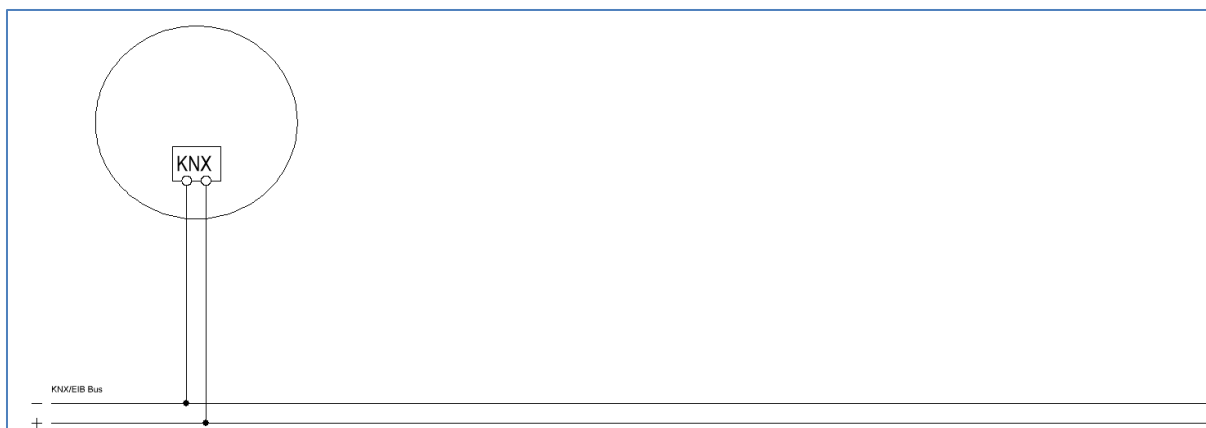 KNX
KNX/EIB Bus
−
+